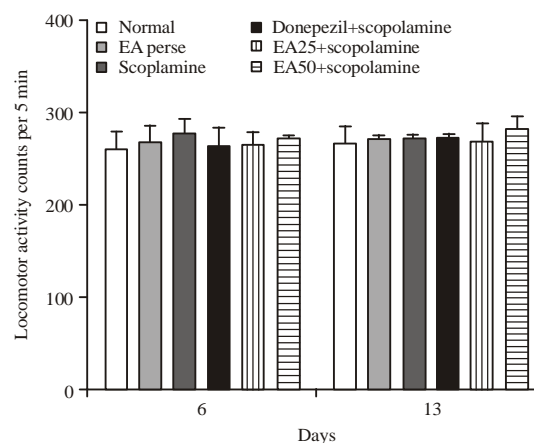 400
300
200
100
0
Locomotor activity counts per 5 min
Normal
EA perse
Scoplamine
Donepezil+scopolamine
EA25+scopolamine
EA50+scopolamine
6
13
Days